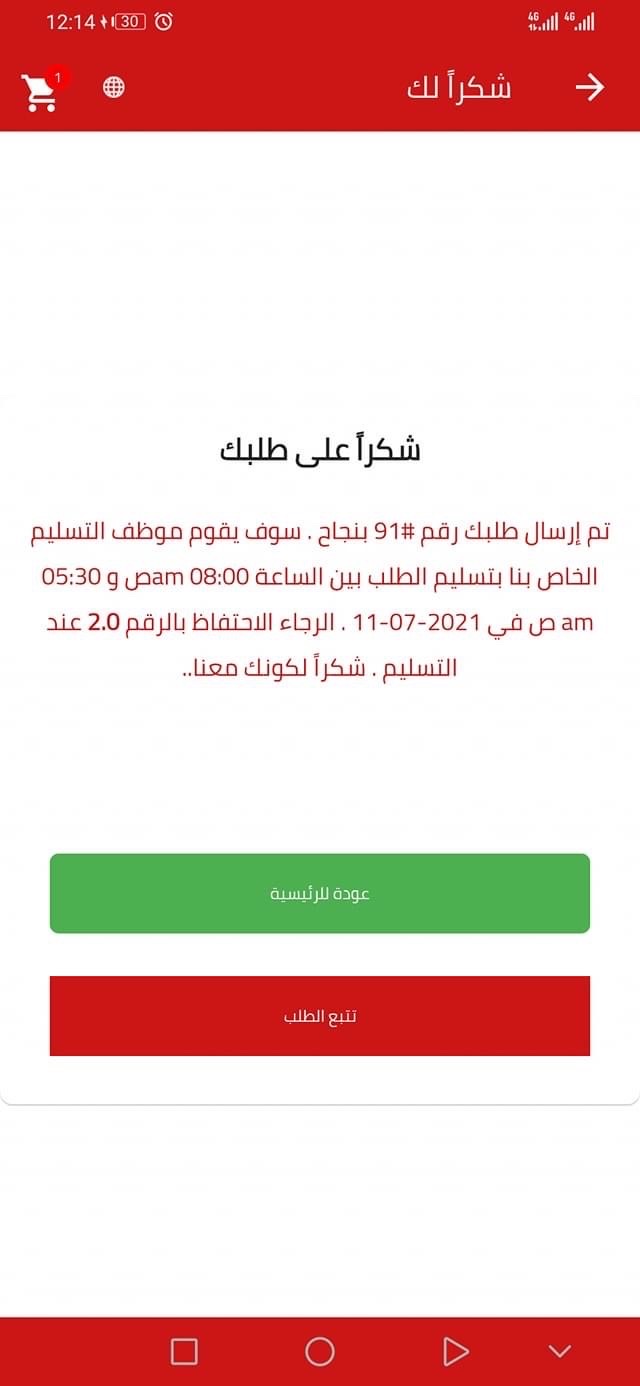 12:14 30 4G 4G
1 شكراً لك
شكراً على طلبك
تم إرسال طلبك رقم #91 بنجاح . سوف يقوم موظف التسليم
الخاص بنا بتسليم الطلب بين الساعة 08:00 amص و 05:30
am ص في 2021-07-11 . الرجاء الاحتفاظ بالرقم 2.0 عند
التسليم . شكراً لكونك معنا..
عودة للرئيسية
تتبع الطلب